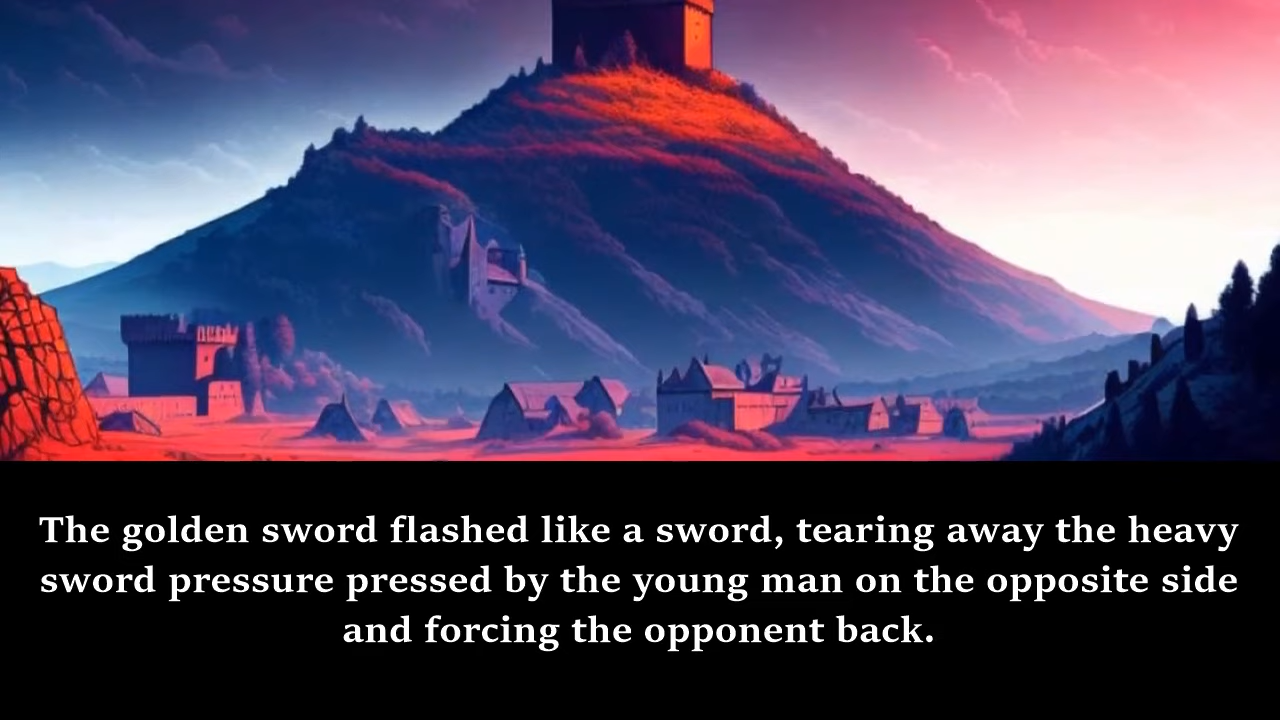 The golden sword flashed like a sword, tearing away the heavy
sword pressure pressed by the young man on the opposite side
and forcing the opponent back.